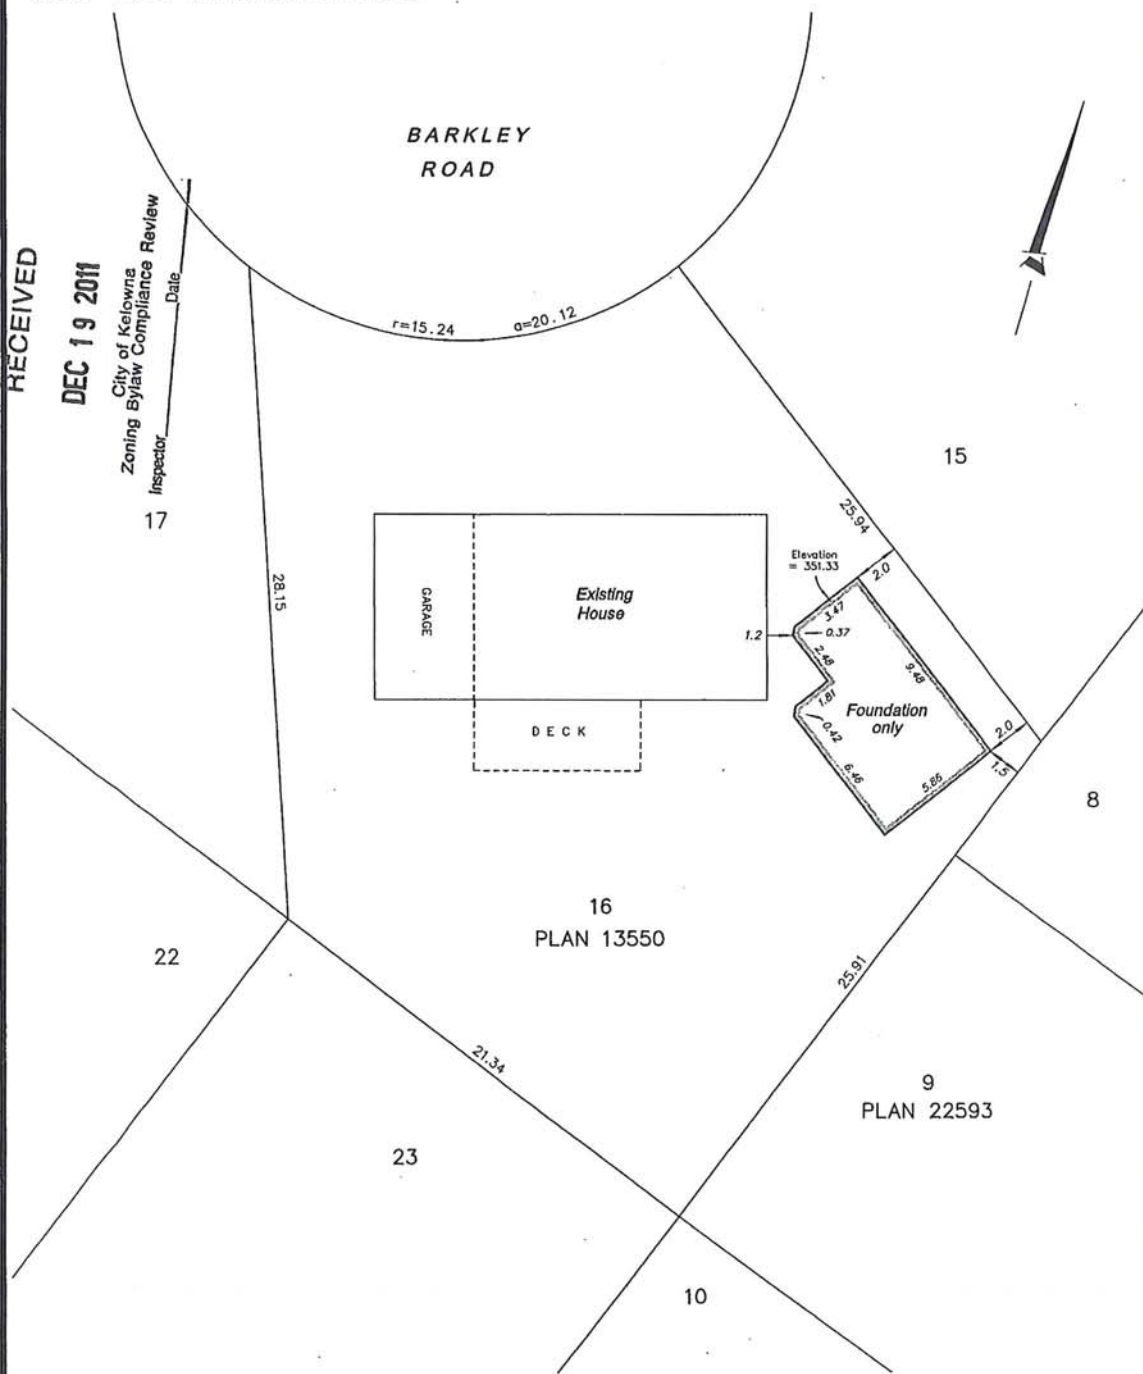 BARKLEY
ROAD
RECEIVED
DEC 19 2011
City of Kelowna
Zoning Bylaw Compliance Review
Inspector Date
r=15.24 a=20.12
15
17
28.15
25.94
GARAGE
Existing
House
Elevation
= 351.33
2.0
3.47
1.2
0.37
2.48
9.48
1.81
Foundation
only
0.42
DECK
2.0
1.5
6.46
5.86
8
16
PLAN 13550
22
25.91
21.34
9
PLAN 22593
23
10